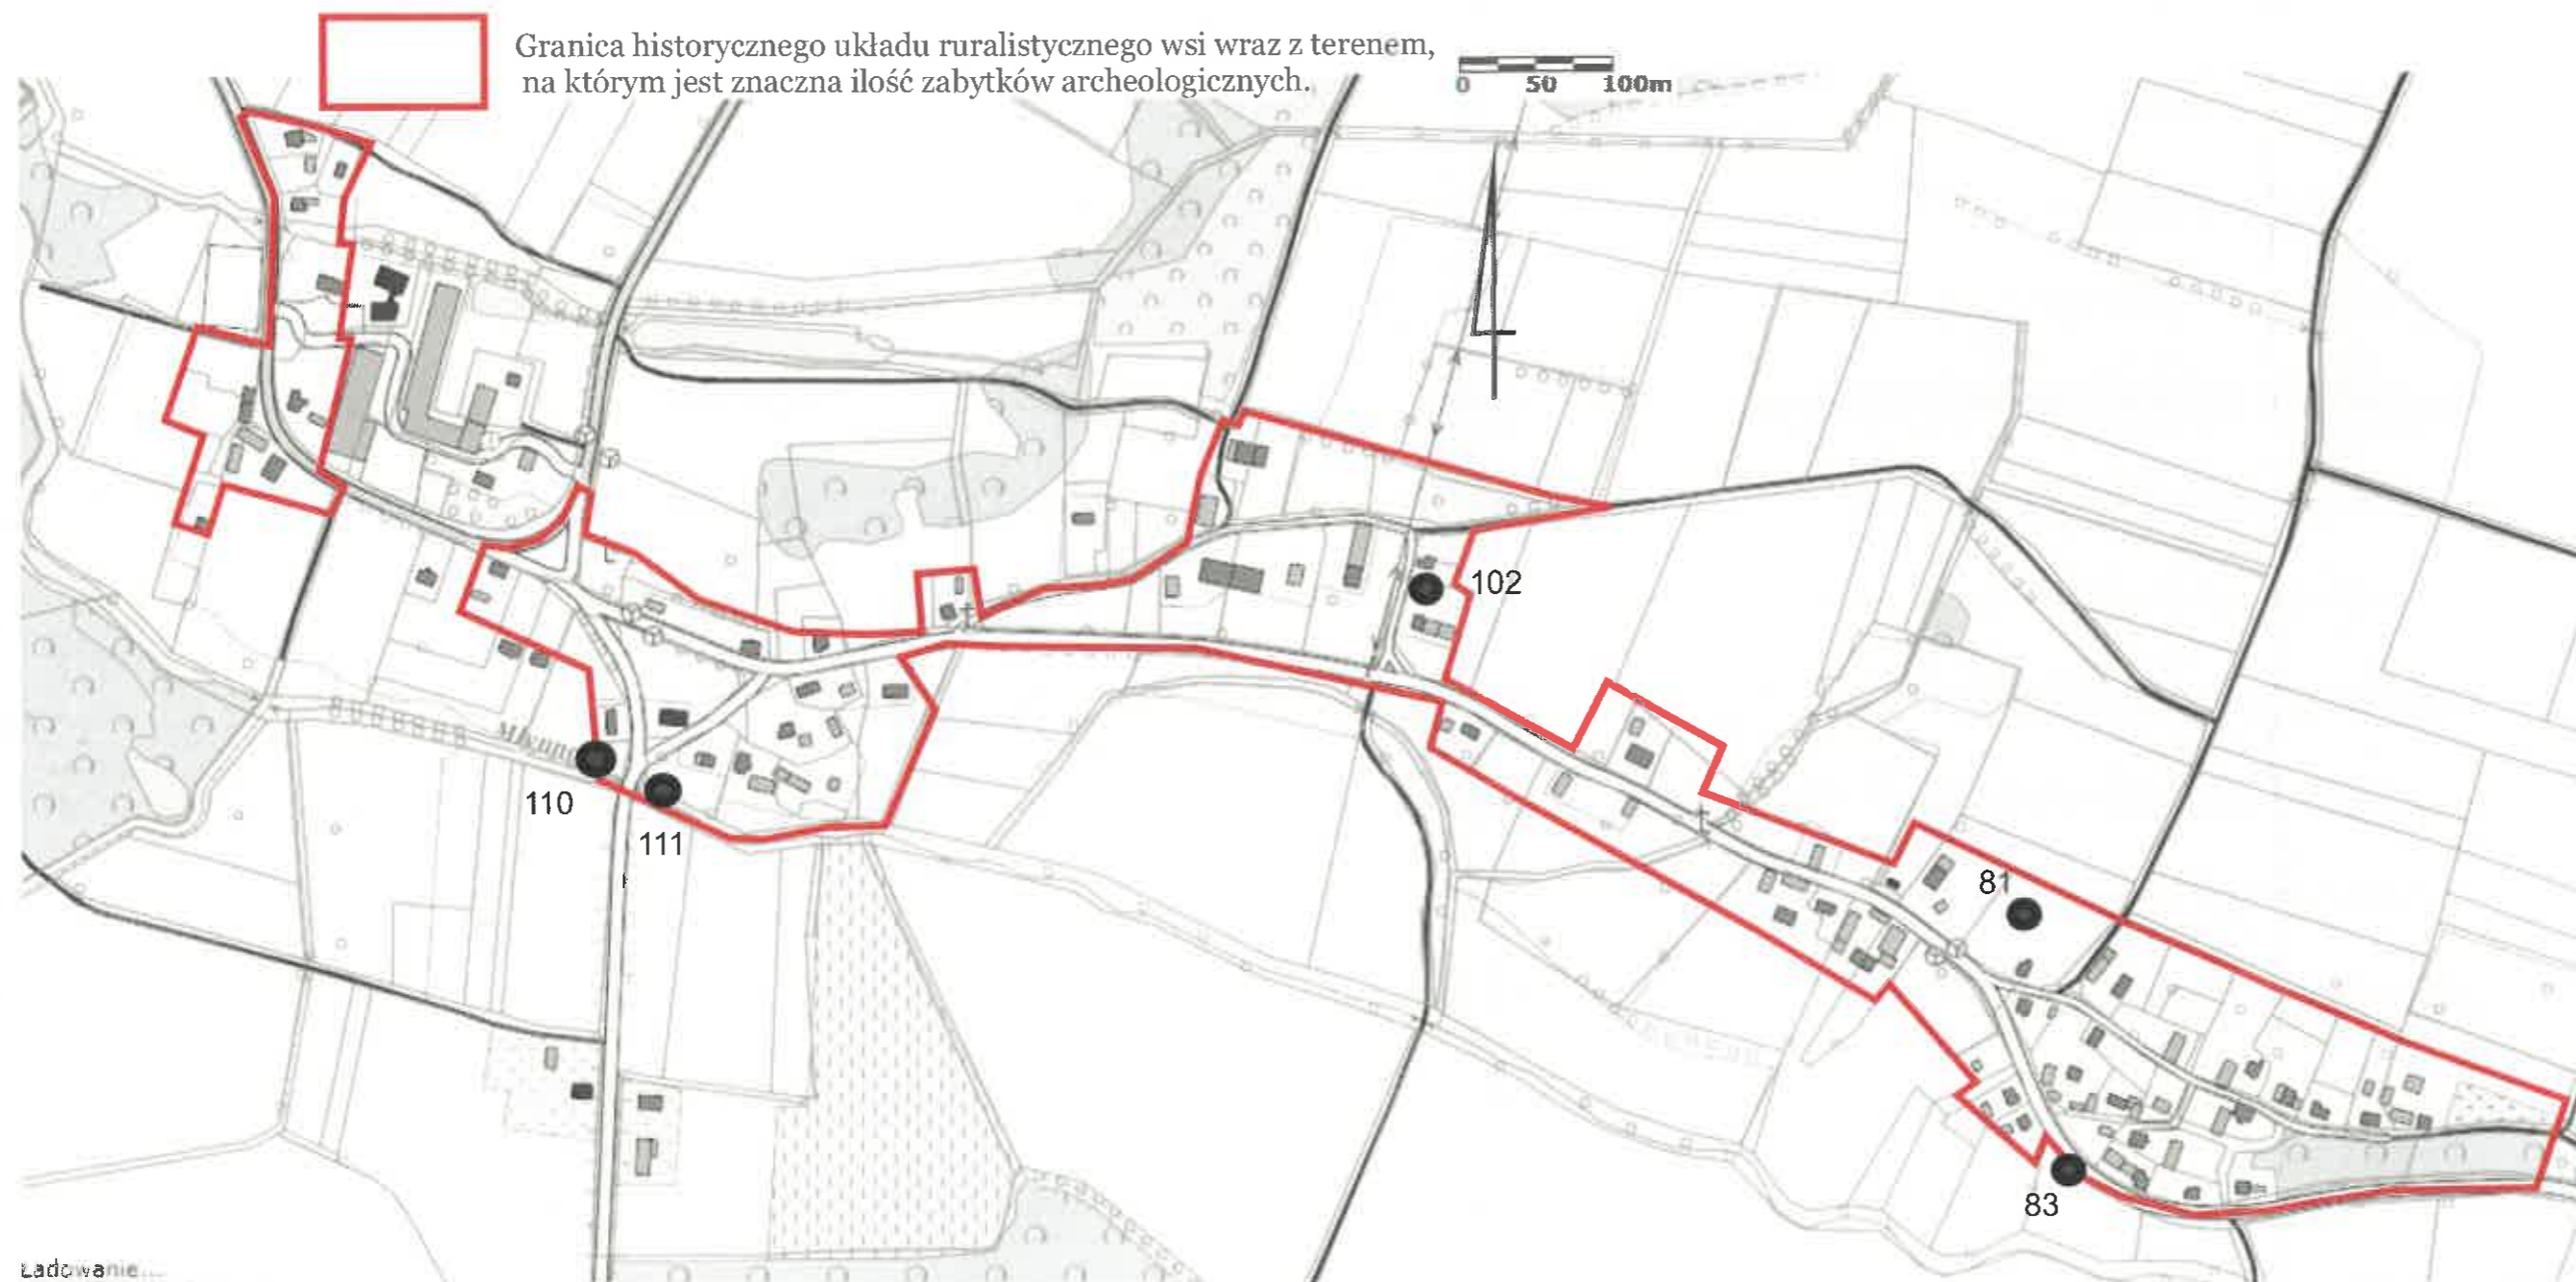 Granica historycznego układu ruralistycznego wsi wraz z terenem,
na którym jest znaczna ilość zabytków archeologicznych.
0 50 100m
102
110
111
81
83
Ładowanie...